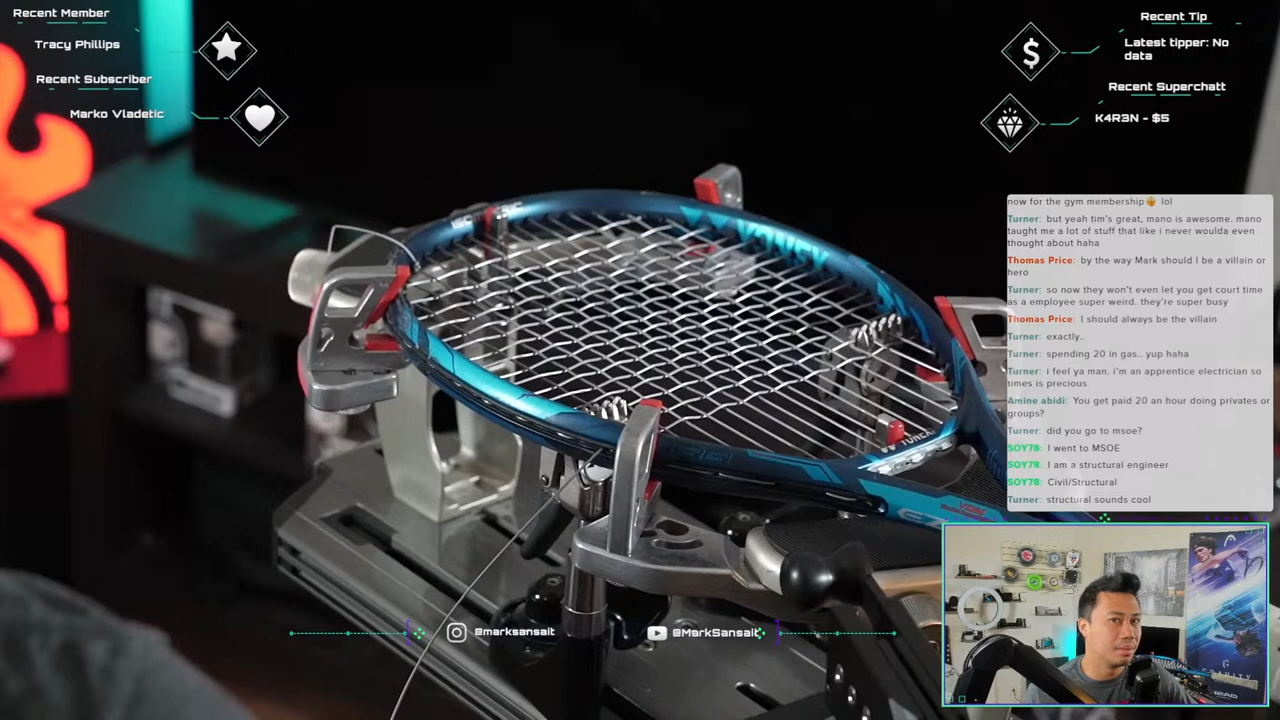 Recent Member
Tracy Phillips
Recent Subscriber
Marko Vladetic
Recent Tip
Latest tipper: No
data
Recent Superchatt
K4R3N - $5
now for the gym membership lol
Turner: but yeah tim's great, mano is awesome. mano
taught me a lot of stuff that like i never woulda even
thought about haha
Thomas Price: by the way Mark should I be a villain or
hero
Turner: so now they won't even let you get court time
as a employee super weird. they're super busy
Thomas Price: I should always be the villain
Turner: exactly..
Turner: spending 20 in gas.. yup haha
Turner: i feel ya man. i'm an apprentice electrician so
times is precious
Amine abidi: You get paid 20 an hour doing privates or
groups?
Turner: did you go to msoe?
SOY78: I went to MSOE
SOY78: I am a structural engineer
SOY78: Civil/Structural
Turner: structural sounds cool
YONEX
ISC
YONEX
EZ
@marksansait
@MarkSansait
GRAVITY
HEAD